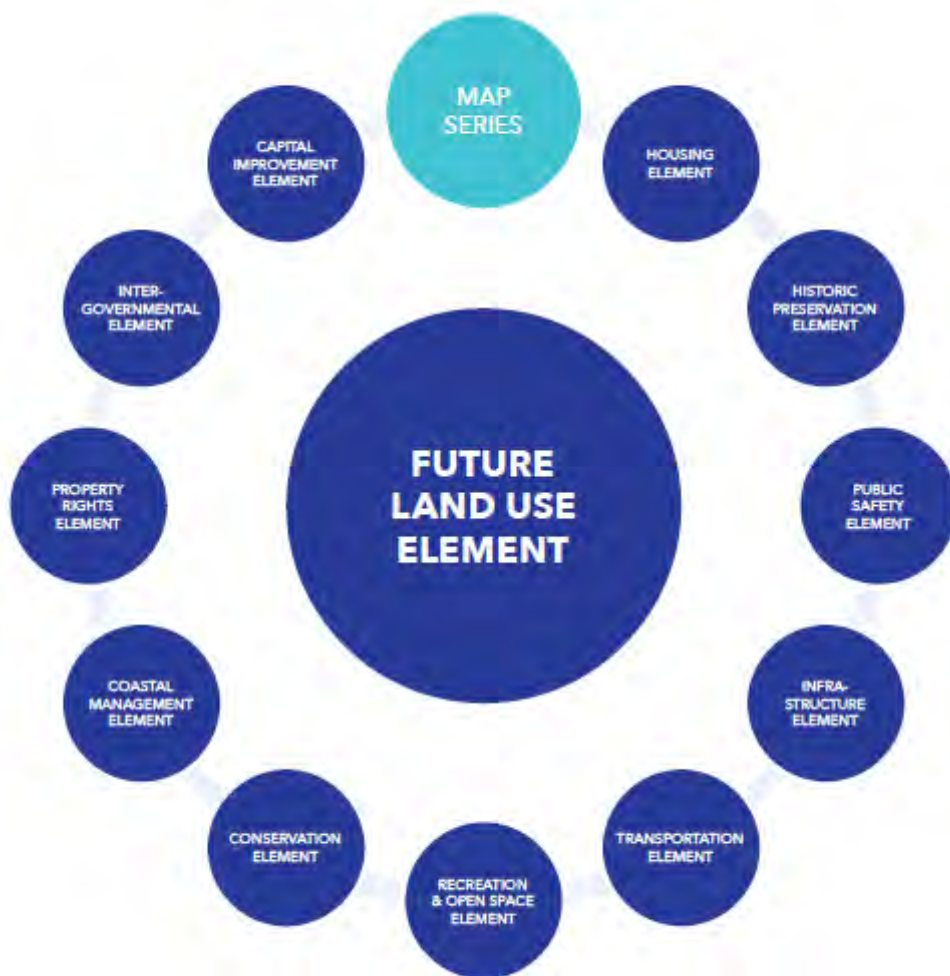 MAP
SERIES
HOUSING
ELEMENT
HISTORIC
PRESERVATION
ELEMENT
PUBLIC
SAFETY
ELEMENT
INFRA-
STRUCTURE
ELEMENT
TRANSPORTATION
ELEMENT
RECREATION
& OPEN SPACE
ELEMENT
CONSERVATION
ELEMENT
COASTAL
MANAGEMENT
ELEMENT
PROPERTY
RIGHTS
ELEMENT
INTER-
GOVERNMENTAL
ELEMENT
CAPITAL
IMPROVEMENT
ELEMENT
FUTURE
LAND USE
ELEMENT